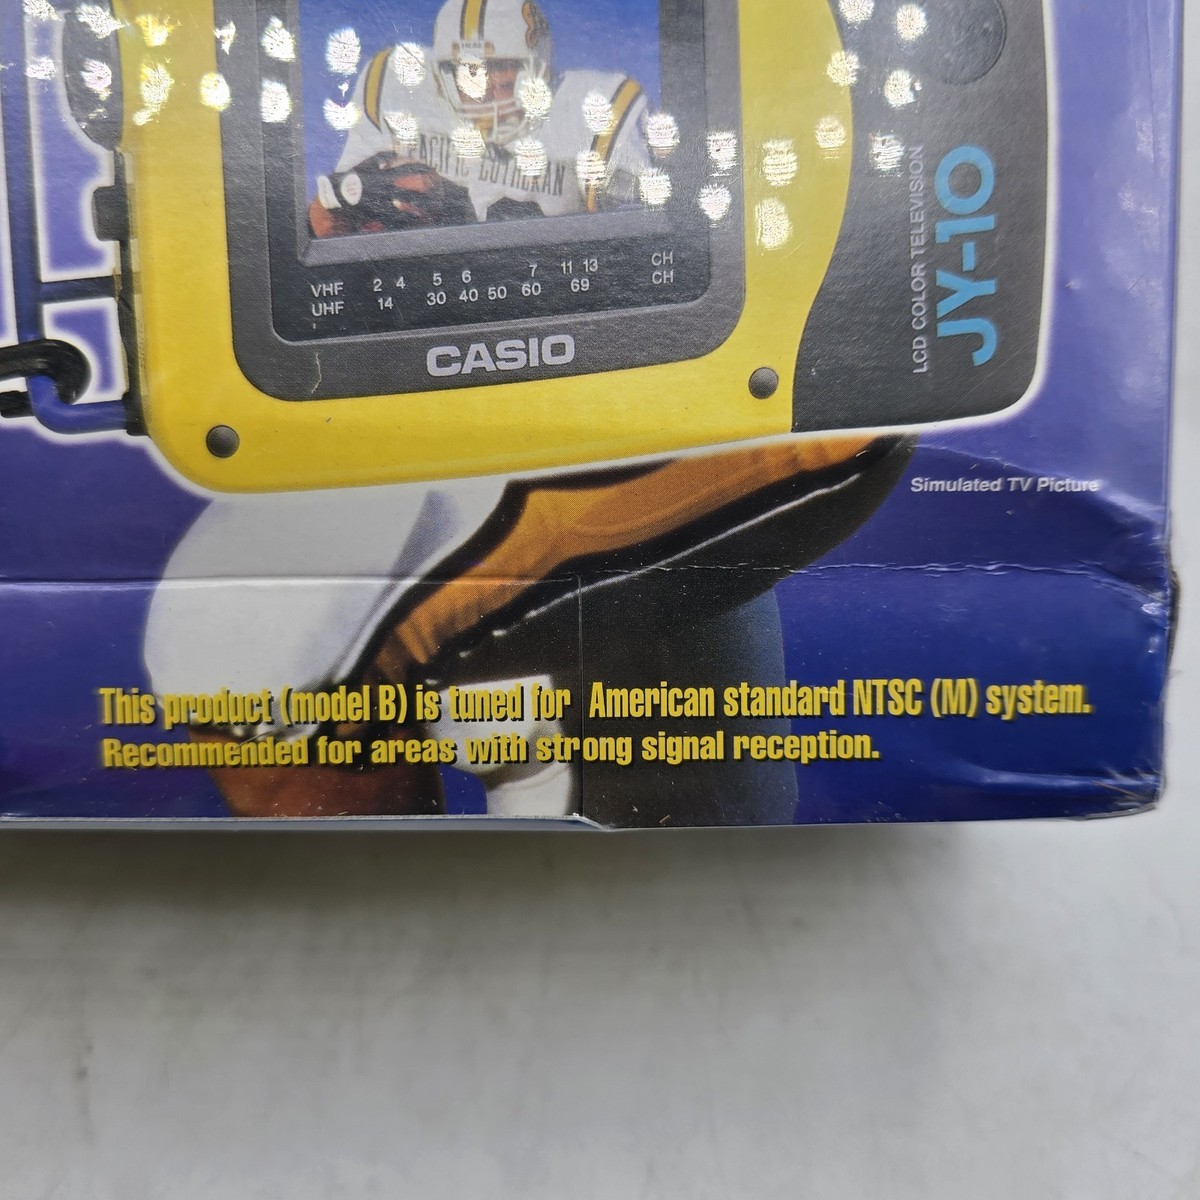 PACIFIC LUTHERAN
VHF 2 4 5 6 7 11 13 CH
UHF 14 30 40 50 60 69 CH
CASIO
LCD COLOR TELEVISION
JY-10
Simulated TV Picture
This product (model B) is tuned for American standard NTSC (M) system.
Recommended for areas with strong signal reception.